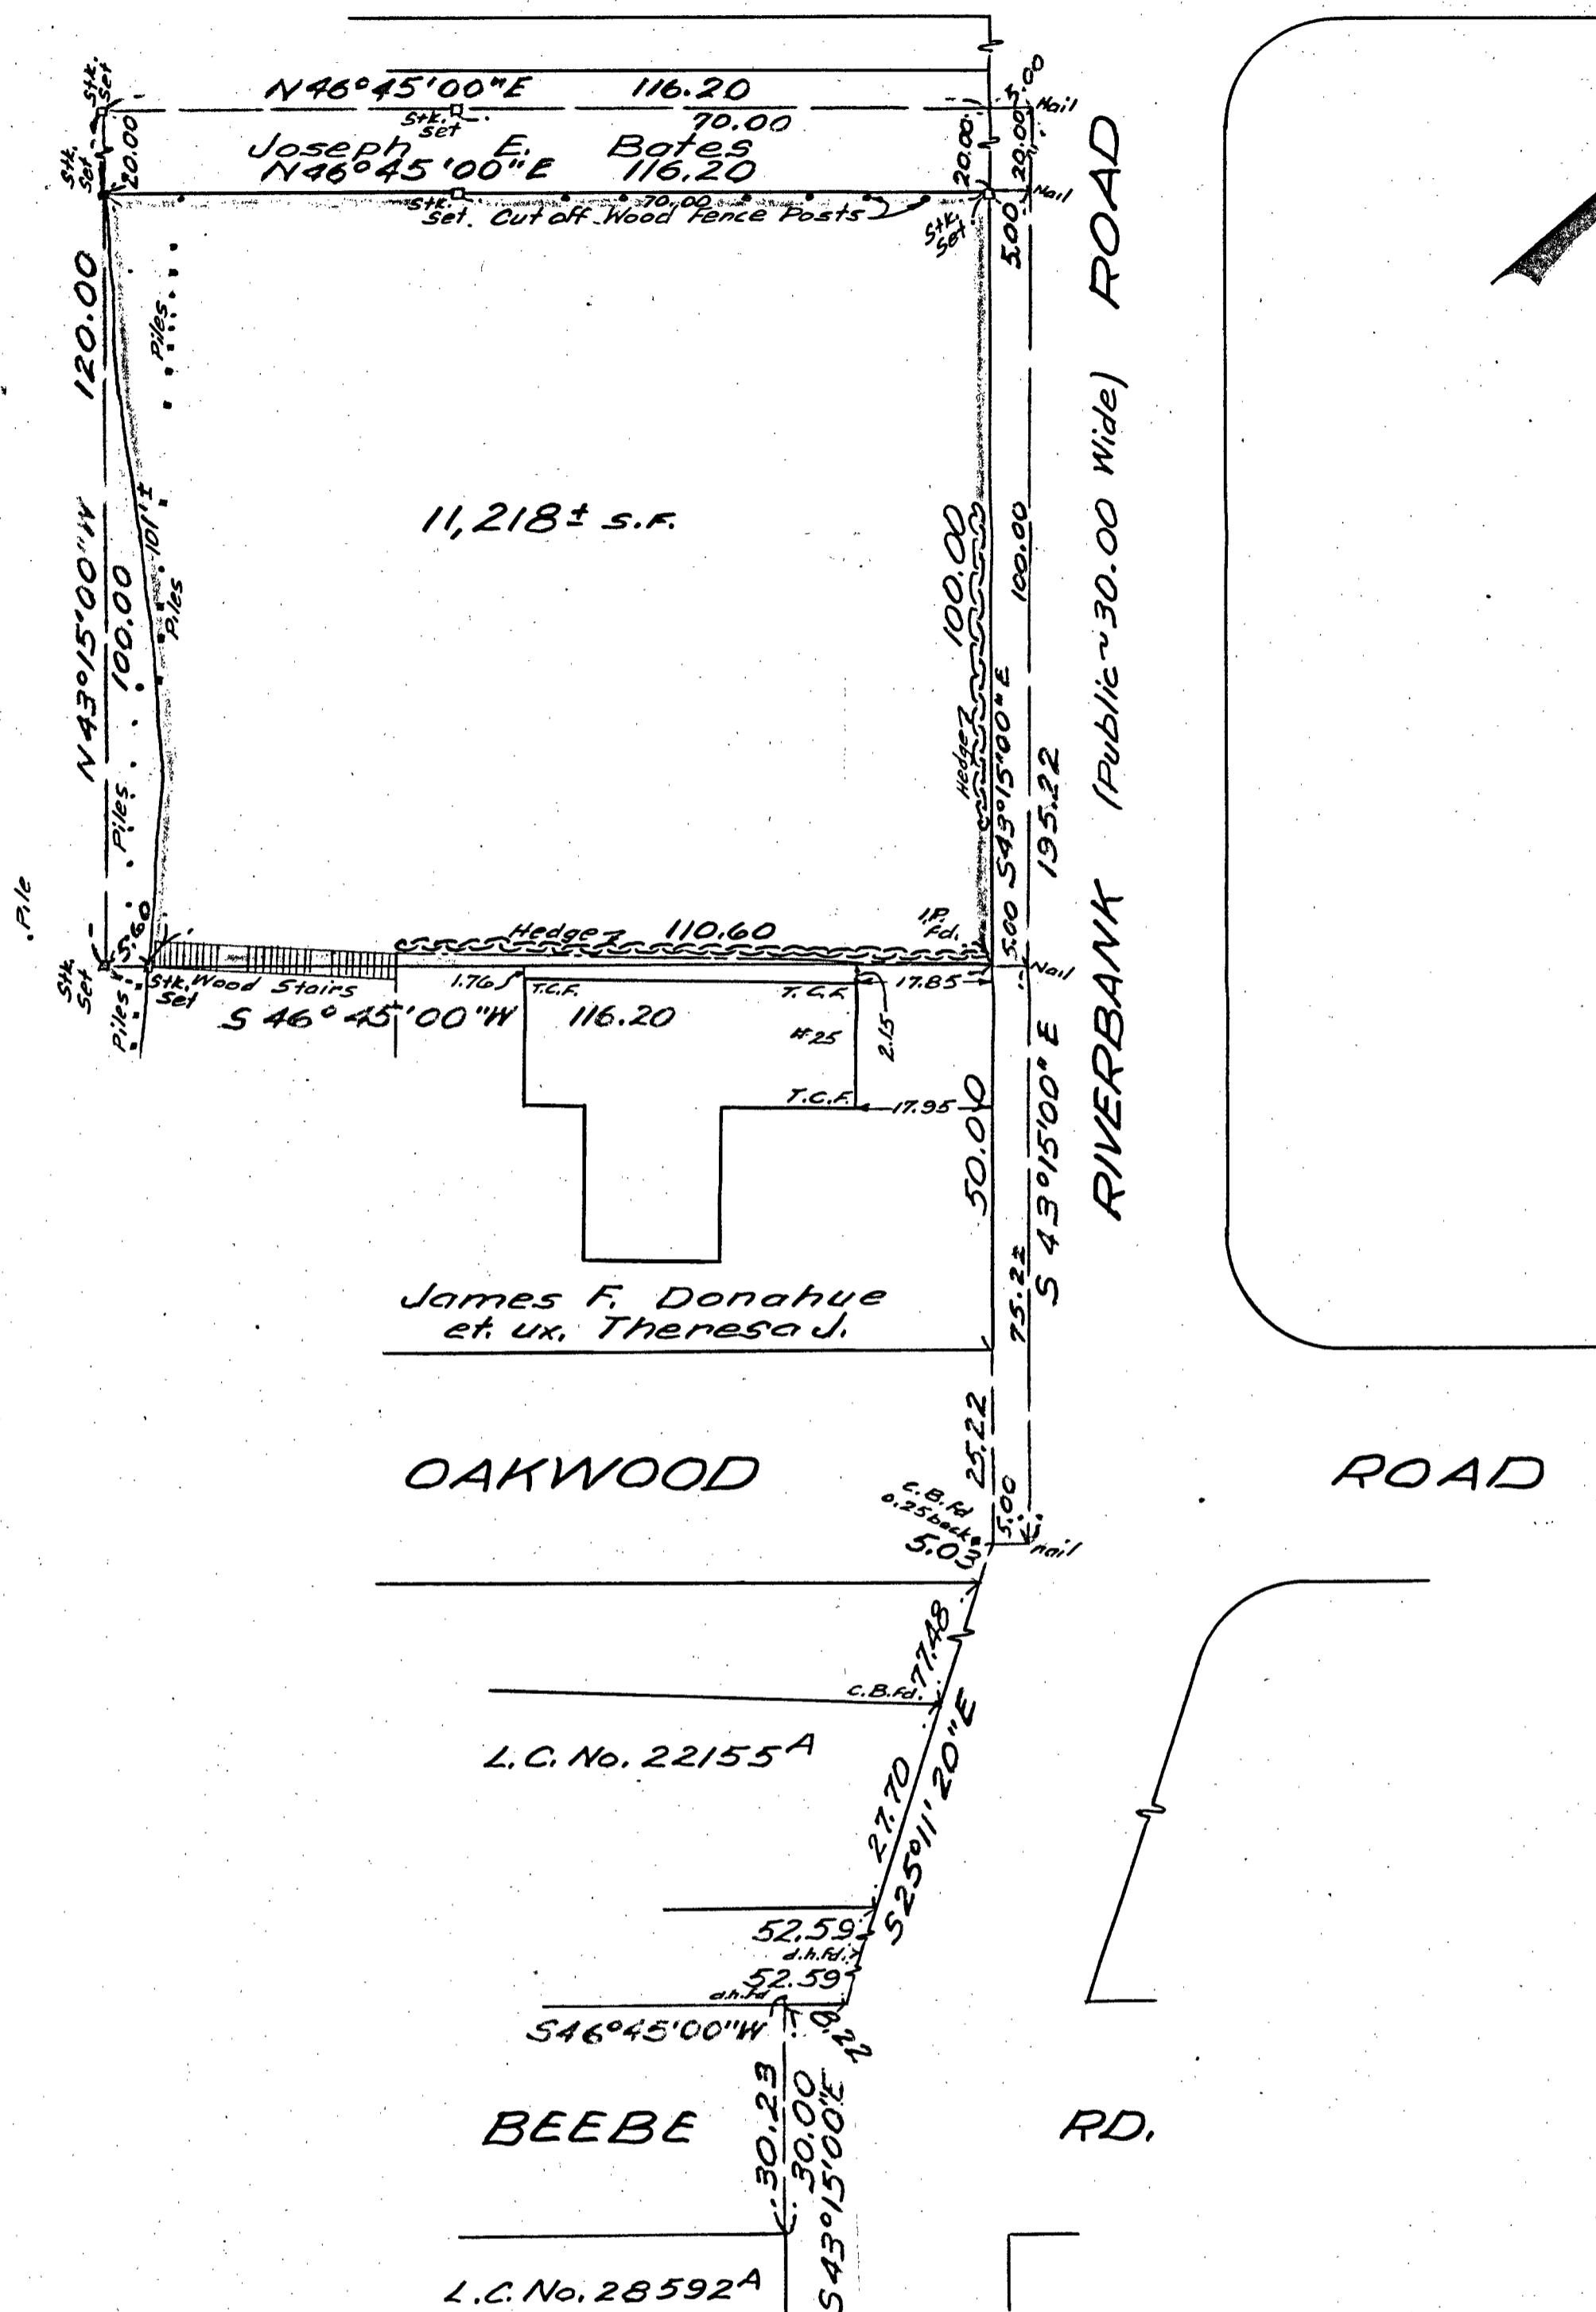 Stk. Set
N46°45'00"E 116.20
5.00
Nail
Stk. Set
70.00
20.00
20.00
20.00
Joseph E. Bates
Stk. Set
N46°45'00"E 116.20
Nail
Stk. Set.
70.00
Cut off Wood Fence Posts
Stk. Set
5.00
ROAD
120.00
Piles
N43°15'00"W
100.00
101'±
Piles
11,218± S.F.
100.00
100.00
(Public ~ 30.00 Wide)
Hedge
S43°15'00"E
195.22
Piles
.Pile
5.60
Hedge 110.60
I.P. Fd.
5.00
Nail
Stk. Set
Piles
Stk. Set
Wood Stairs
1.76
T.C.F.
T.C.F.
17.85
S 46°45'00"W 116.20
#25
2.15
T.C.F.
17.95
50.00
S 43°15'00"E
RIVERBANK
James F. Donahue
et. ux. Theresa J.
75.22
25.22
OAKWOOD ROAD
C.B. Fd
0.25 back
5.00
5.03
Nail
77.48
C.B. Fd.
L.C. No. 22155A
27.70
S25°11'20"E
52.59
d.h. Fd.
52.59
d.h. Fd
S46°45'00"W
30.23
30.00
S43°15'00"E
BEEBE RD.
L.C. No. 28592A